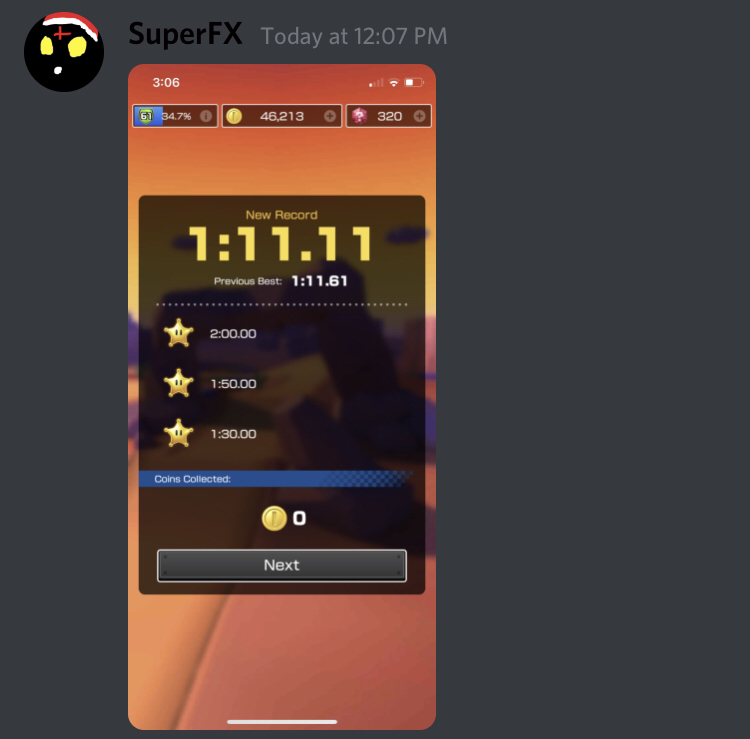 SuperFX Today at 12:07 PM
3:06
61 34.7% 46,213 320
New Record
1:11.11
Previous Best: 1:11.61
2:00.00
1:50.00
1:30.00
Coins Collected:
0
Next